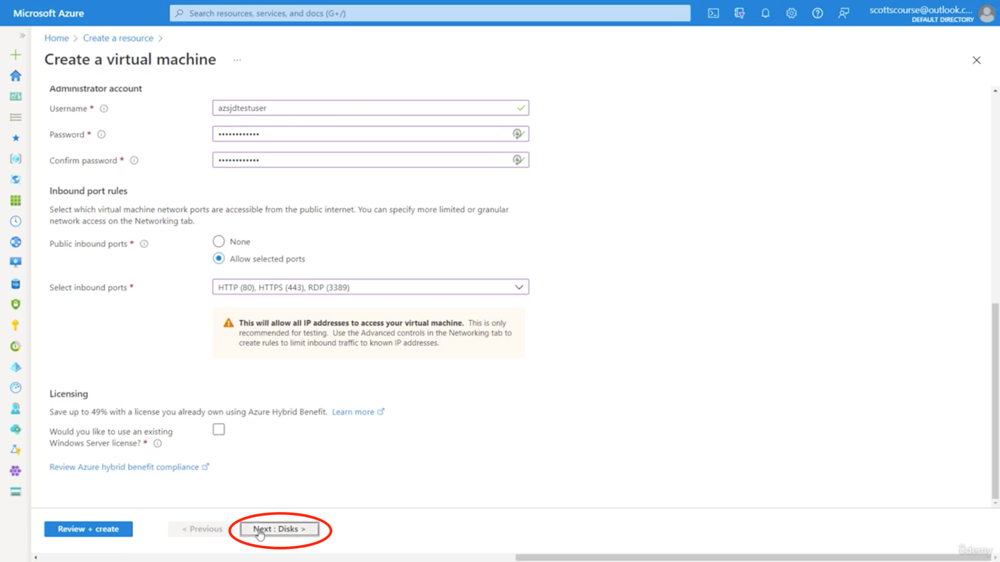 Microsoft Azure
Search resources, services, and docs (G+/)
scottscourse@outlook.c...
DEFAULT DIRECTORY
Home > Create a resource >
Create a virtual machine ...
Administrator account
Username *
azsjdtestuser
Password *
••••••••••••
Confirm password *
••••••••••••
Inbound port rules
Select which virtual machine network ports are accessible from the public internet. You can specify more limited or granular
network access on the Networking tab.
Public inbound ports *
None
Allow selected ports
Select inbound ports *
HTTP (80), HTTPS (443), RDP (3389)
This will allow all IP addresses to access your virtual machine. This is only
recommended for testing. Use the Advanced controls in the Networking tab to
create rules to limit inbound traffic to known IP addresses.
Licensing
Save up to 49% with a license you already own using Azure Hybrid Benefit. Learn more
Would you like to use an existing
Windows Server license? *
Review Azure hybrid benefit compliance
Review + create
< Previous
Next : Disks >
ûdemy